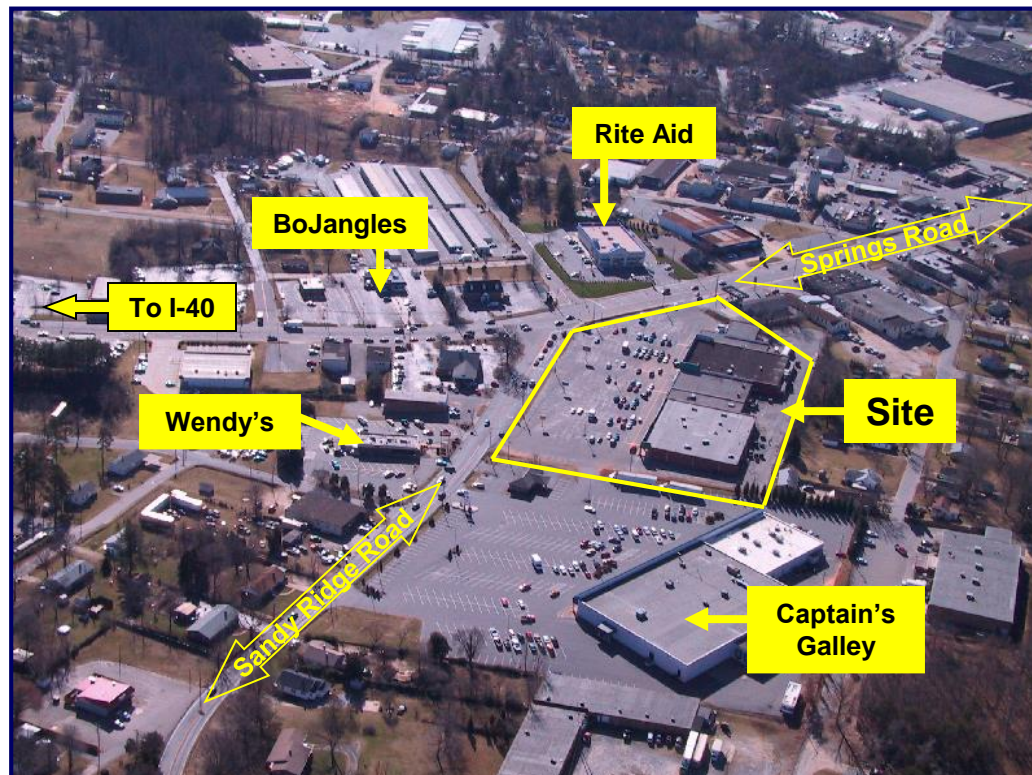 Rite Aid
BoJangles
Springs Road
To I-40
Site
Wendy's
Sandy Ridge Road
Captain's
Galley